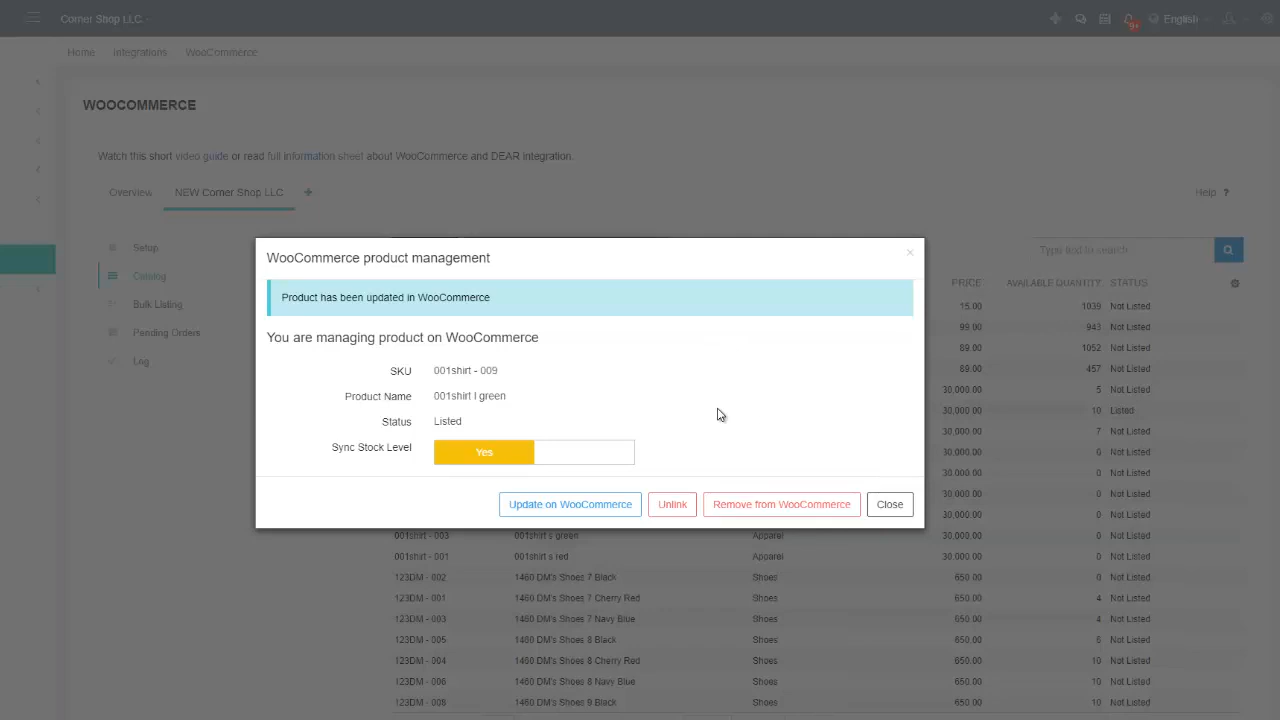 Corner Shop LLC
9+
English
Home Integrations WooCommerce
WOOCOMMERCE
Watch this short video guide or read full information sheet about WooCommerce and DEAR integration.
Overview NEW Corner Shop LLC + Help ?
Setup
Catalog
Bulk Listing
Pending Orders
Log
Type text to search
PRICE AVAILABLE QUANTITY STATUS
15.00 1039 Not Listed
99.00 943 Not Listed
89.00 1052 Not Listed
89.00 457 Not Listed
30,000.00 5 Not Listed
30,000.00 10 Listed
30,000.00 7 Not Listed
30,000.00 0 Not Listed
30,000.00 0 Not Listed
30,000.00 0 Not Listed
30,000.00 0 Not Listed
WooCommerce product management ×
Product has been updated in WooCommerce
You are managing product on WooCommerce
SKU 001shirt - 009
Product Name 001shirt l green
Status Listed
Sync Stock Level Yes
Update on WooCommerce Unlink Remove from WooCommerce Close
001shirt - 003 001shirt s green Apparel 30,000.00 0 Not Listed
001shirt - 001 001shirt s red Apparel 30,000.00 0 Not Listed
123DM - 002 1460 DM's Shoes 7 Black Shoes 650.00 8 Not Listed
123DM - 001 1460 DM's Shoes 7 Cherry Red Shoes 650.00 4 Not Listed
123DM - 003 1460 DM's Shoes 7 Navy Blue Shoes 650.00 4 Not Listed
123DM - 005 1460 DM's Shoes 8 Black Shoes 650.00 6 Not Listed
123DM - 004 1460 DM's Shoes 8 Cherry Red Shoes 650.00 10 Not Listed
123DM - 006 1460 DM's Shoes 8 Navy Blue Shoes 650.00 10 Not Listed
123DM - 008 1460 DM's Shoes 9 Black Shoes 650.00 10 Not Listed